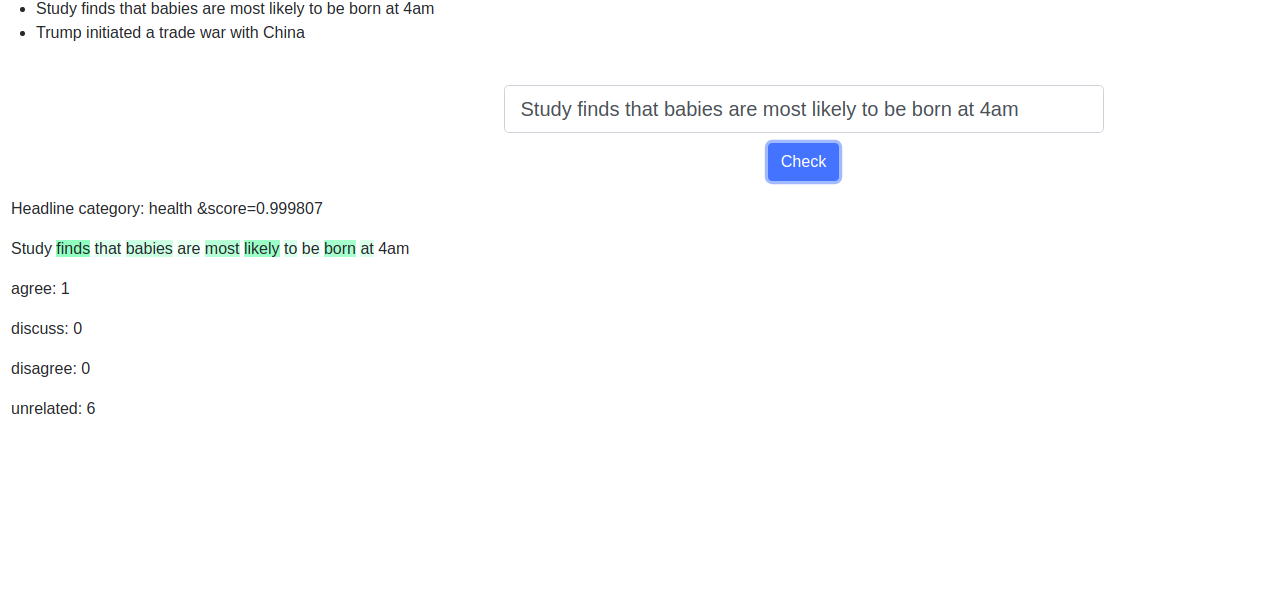 Study finds that babies are most likely to be born at 4am
Trump initiated a trade war with China
Study finds that babies are most likely to be born at 4am
Check
Headline category: health &score=0.999807
Study finds that babies are most likely to be born at 4am
agree: 1
discuss: 0
disagree: 0
unrelated: 6